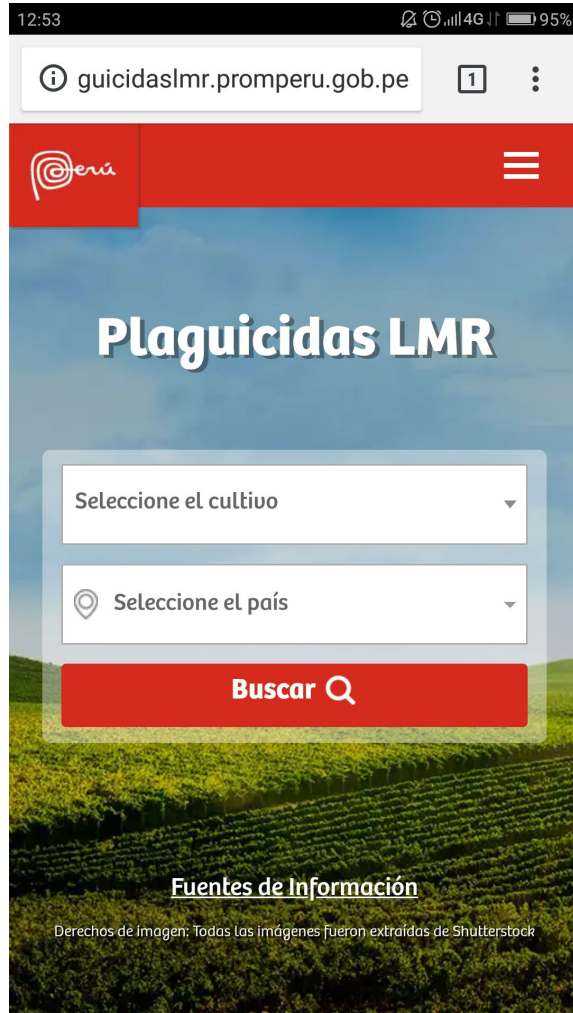 12:53
4G 95%
guicidaslmr.promperu.gob.pe 1
Perú
Plaguicidas LMR
Seleccione el cultivo
Seleccione el país
Buscar
Fuentes de Información
Derechos de imagen: Todas las imágenes fueron extraídas de Shutterstock